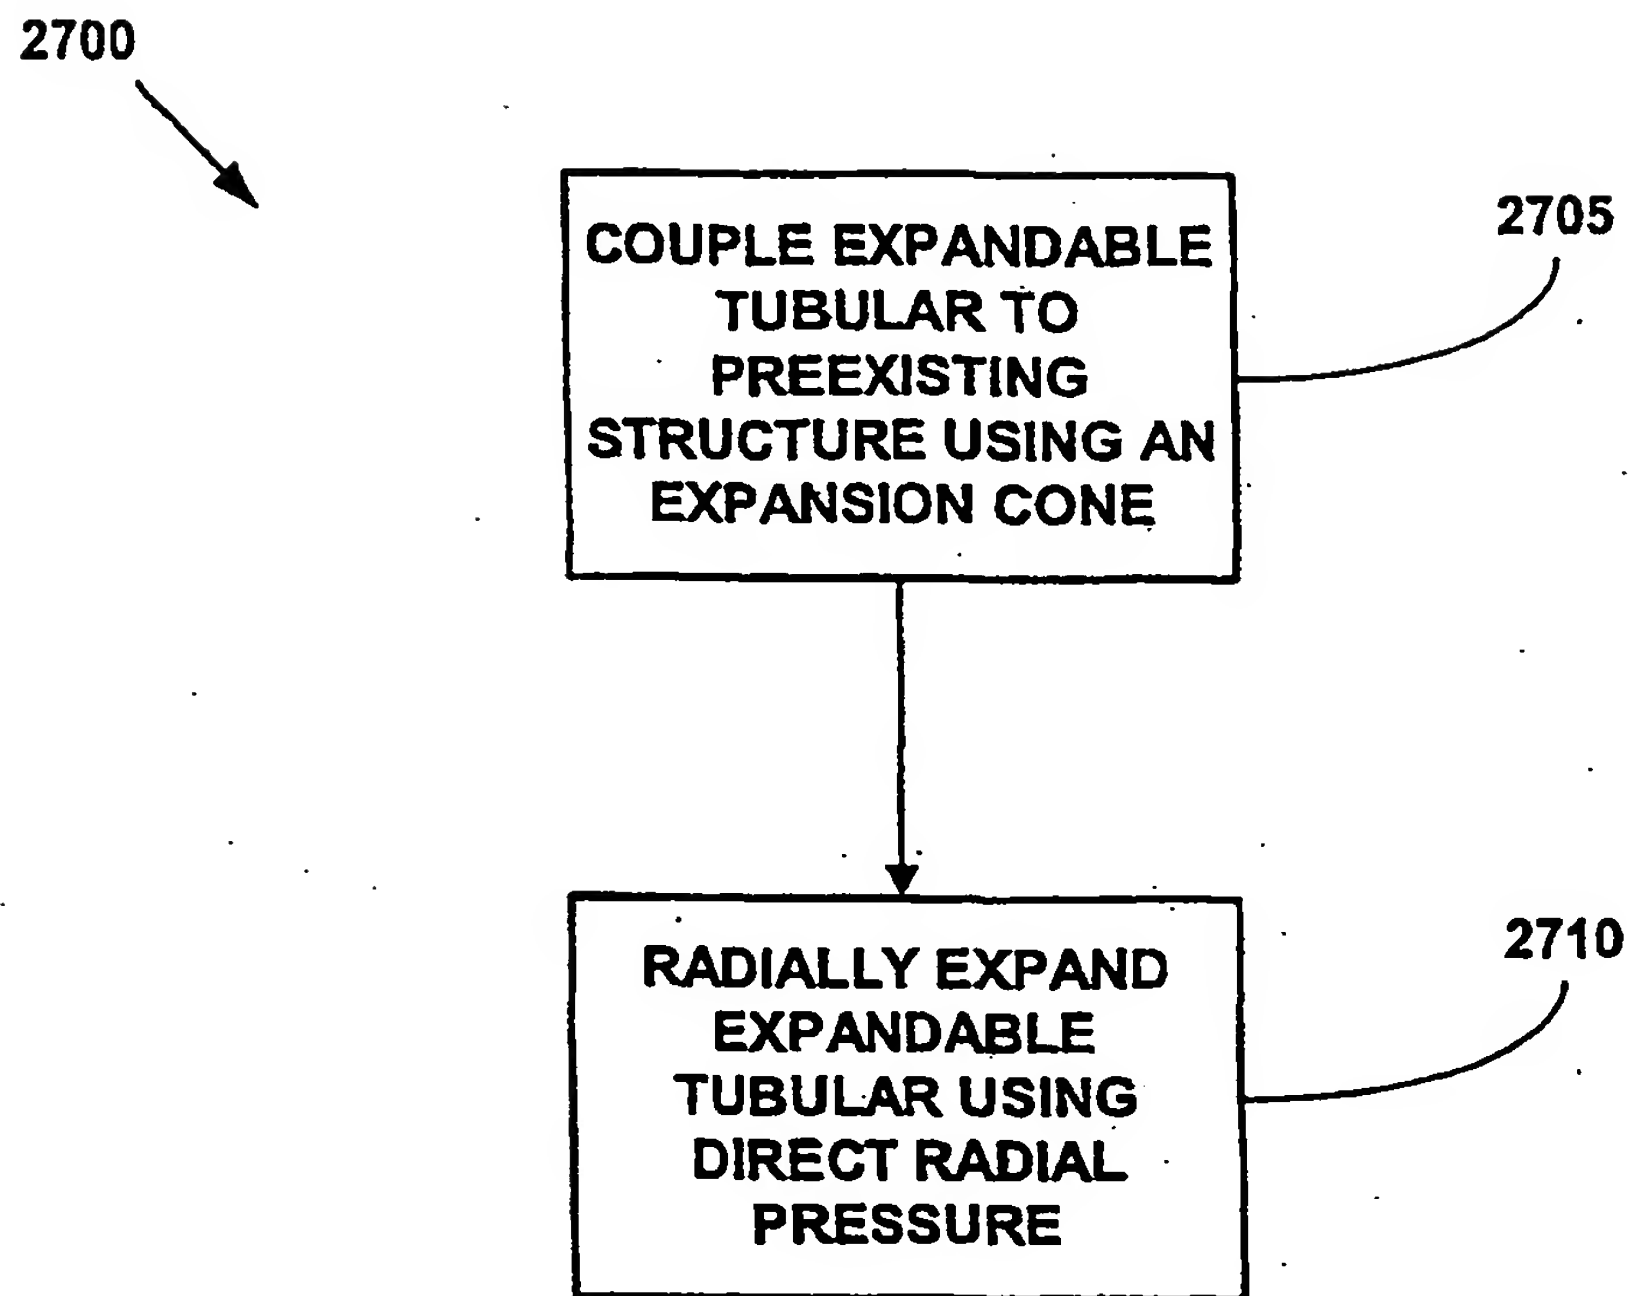 2700
COUPLE EXPANDABLE
TUBULAR TO
PREEXISTING
STRUCTURE USING AN
EXPANSION CONE
2705
RADIALLY EXPAND
EXPANDABLE
TUBULAR USING
DIRECT RADIAL
PRESSURE
2710